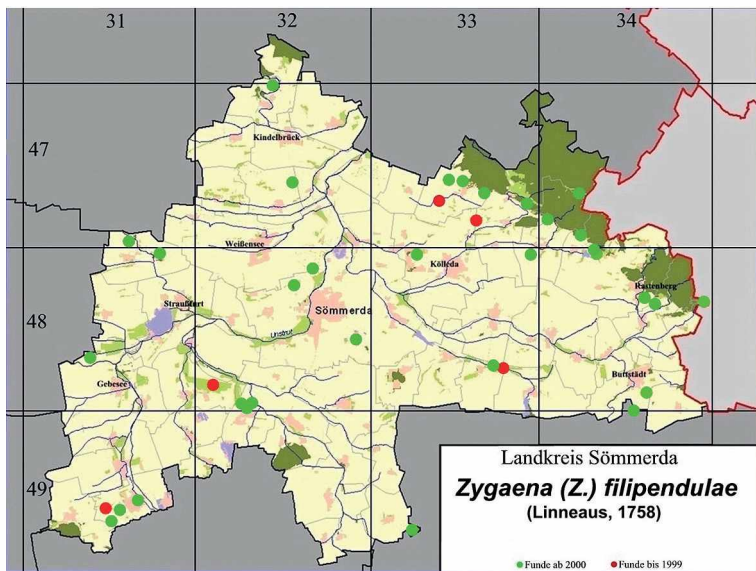 31 32 33 34
47
Kindelbrück
Weißensee
Kölleda
Rastenberg
48
Straußfurt
Sömmerda
Unstrut
Gebesee
Buttstädt
49
Landkreis Sömmerda
Zygaena (Z.) filipendulae
(Linneaus, 1758)
Funde ab 2000 Funde bis 1999